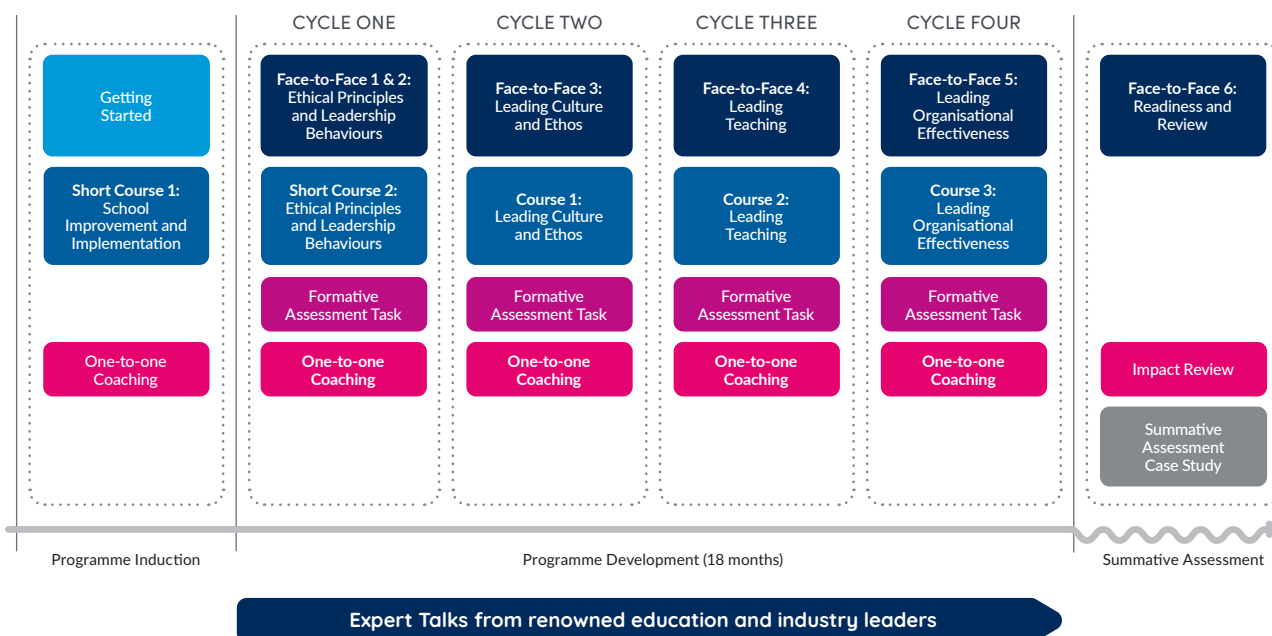 CYCLE ONE
CYCLE TWO
CYCLE THREE
CYCLE FOUR
Getting
Started
Face-to-Face 1 & 2:
Ethical Principles
and Leadership
Behaviours
Face-to-Face 3:
Leading Culture
and Ethos
Face-to-Face 4:
Leading
Teaching
Face-to-Face 5:
Leading
Organisational
Effectiveness
Face-to-Face 6:
Readiness and
Review
Short Course 1:
School
Improvement and
Implementation
Short Course 2:
Ethical Principles
and Leadership
Behaviours
Course 1:
Leading Culture
and Ethos
Course 2:
Leading
Teaching
Course 3:
Leading
Organisational
Effectiveness
Formative
Assessment Task
Formative
Assessment Task
Formative
Assessment Task
Formative
Assessment Task
One-to-one
Coaching
One-to-one
Coaching
One-to-one
Coaching
One-to-one
Coaching
One-to-one
Coaching
Impact Review
Summative
Assessment
Case Study
Programme Induction
Programme Development (18 months)
Summative Assessment
Expert Talks from renowned education and industry leaders